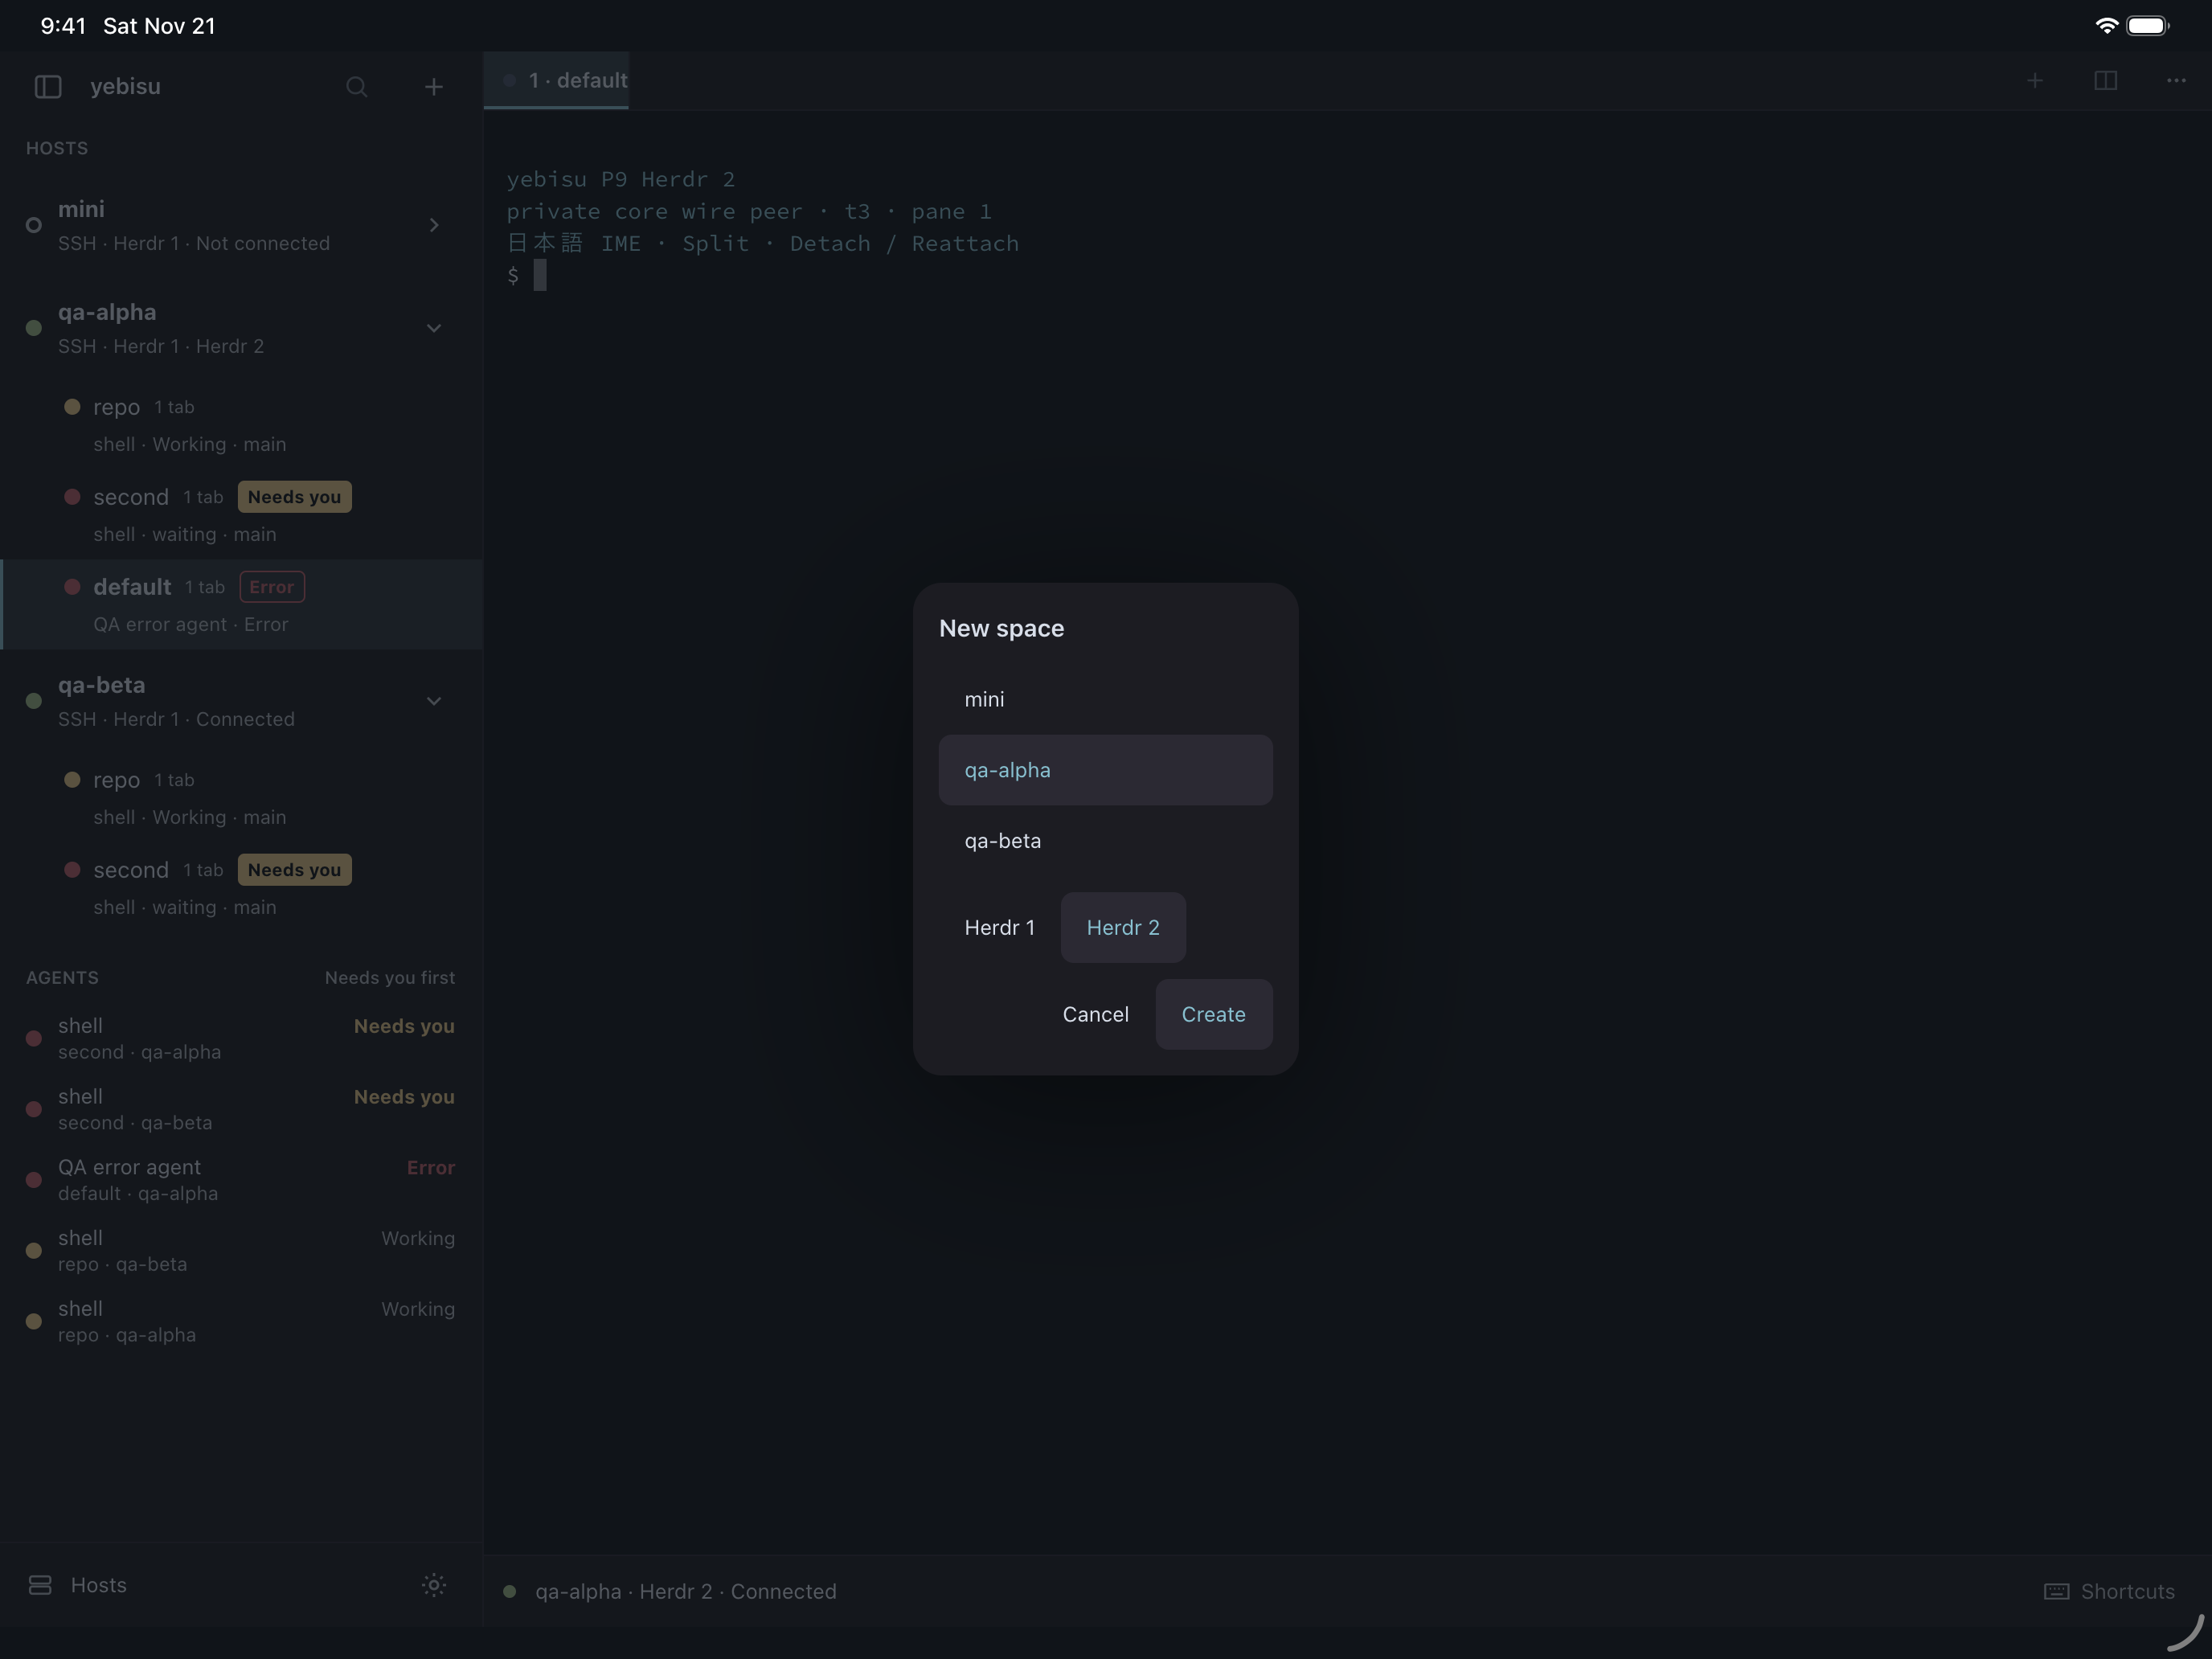 9:41 Sat Nov 21
yebisu
HOSTS
mini
SSH · Herdr 1 · Not connected
qa-alpha
SSH · Herdr 1 · Herdr 2
repo 1 tab
shell · Working · main
second 1 tab Needs you
shell · waiting · main
default 1 tab Error
QA error agent · Error
qa-beta
SSH · Herdr 1 · Connected
repo 1 tab
shell · Working · main
second 1 tab Needs you
shell · waiting · main
AGENTS Needs you first
shell Needs you
second · qa-alpha
shell Needs you
second · qa-beta
QA error agent Error
default · qa-alpha
shell Working
repo · qa-beta
shell Working
repo · qa-alpha
Hosts
1 · default
yebisu P9 Herdr 2
private core wire peer · t3 · pane 1
日本語 IME · Split · Detach / Reattach
$
New space
mini
qa-alpha
qa-beta
Herdr 1 Herdr 2
Cancel Create
qa-alpha · Herdr 2 · Connected
Shortcuts